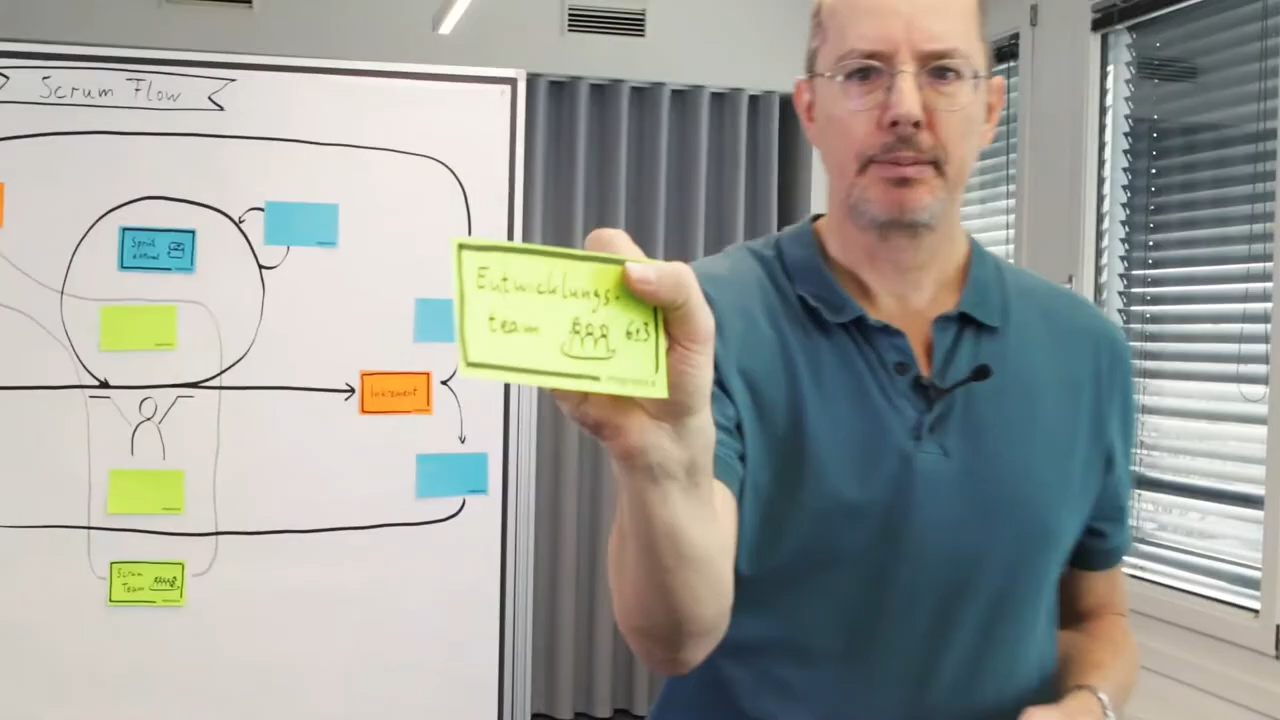 Scrum Flow
Sprint
Entwicklungs-
team 6±3
Inkrement
Scrum
Team